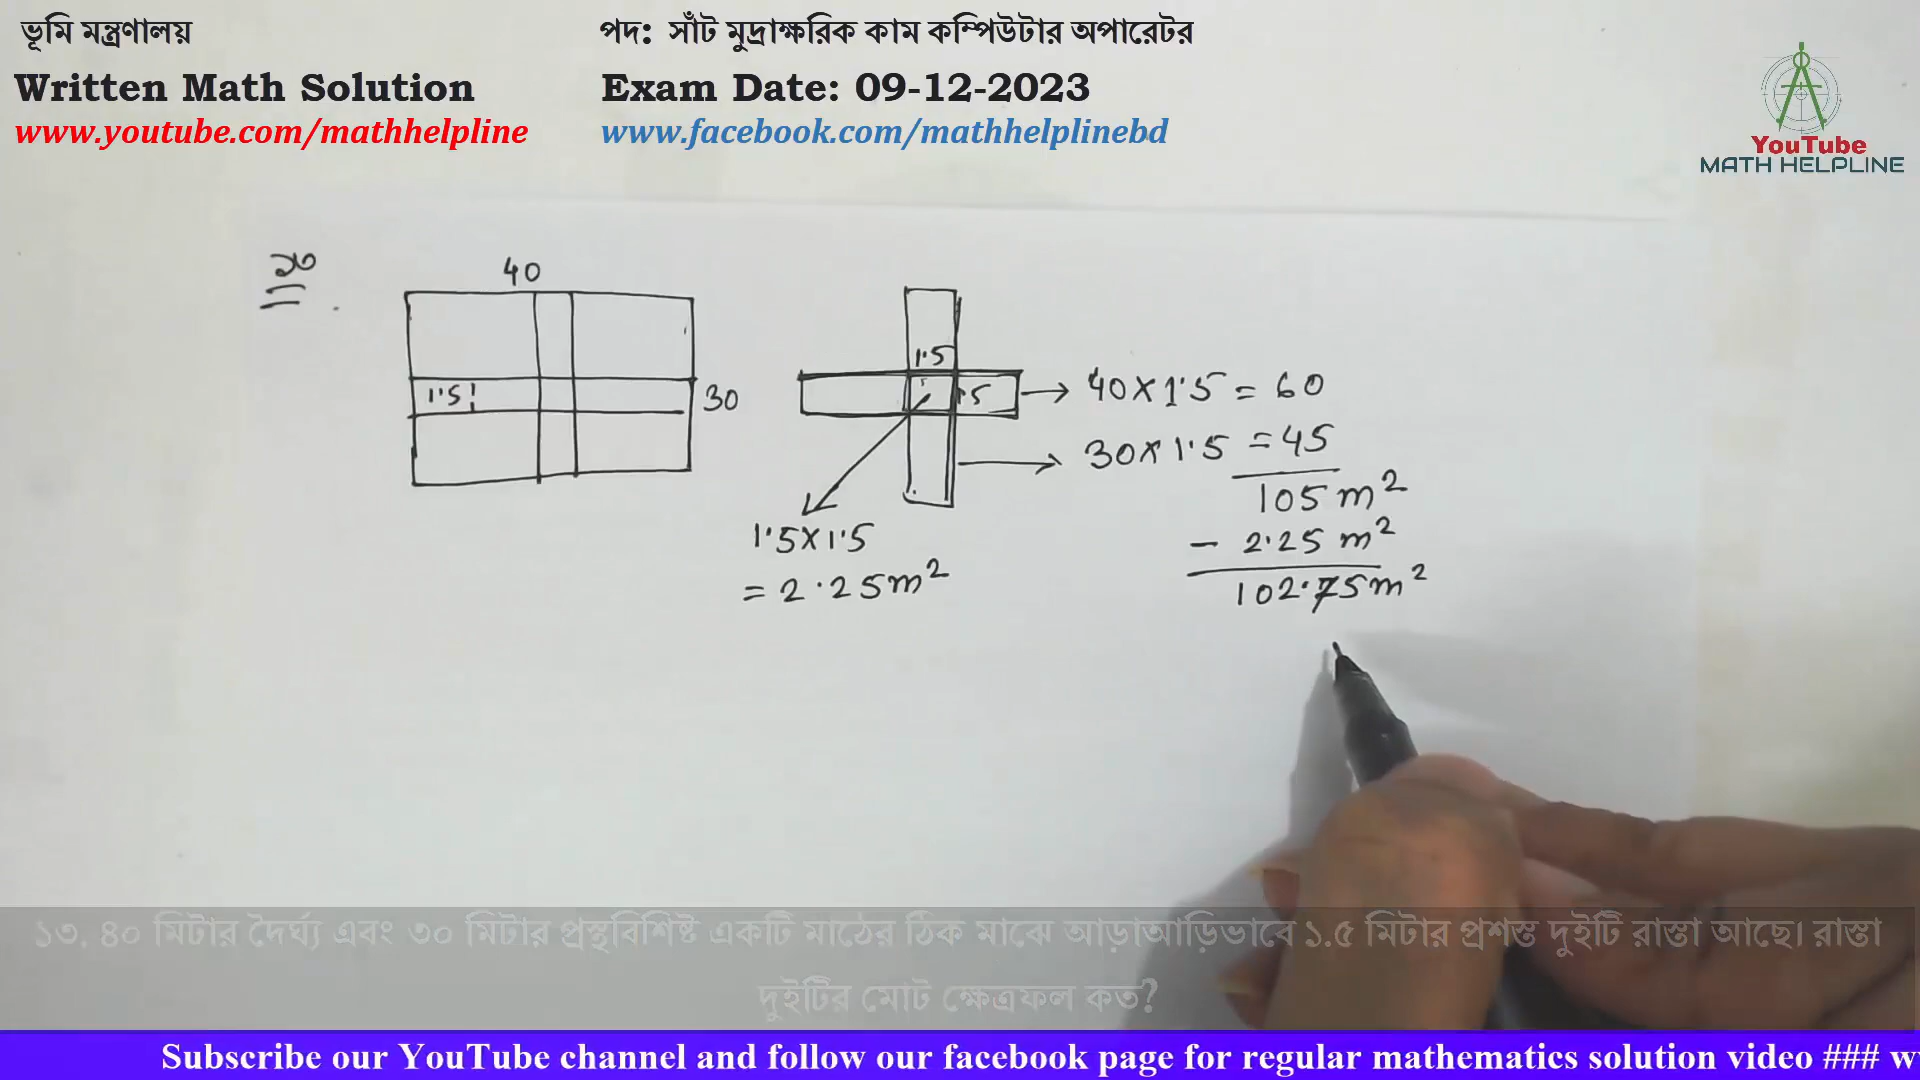 ভূমি মন্ত্রণালয়
পদ: সাঁট মুদ্রাক্ষরিক কাম কম্পিউটার অপারেটর
Written Math Solution
Exam Date: 09-12-2023
www.youtube.com/mathhelpline
www.facebook.com/mathhelplinebd
YouTube
MATH HELPLINE
১৩
40
1.5
30
1.5
1.5
40×1.5 = 60
30×1.5 = 45
105 m²
- 2.25 m²
102.75m²
1.5×1.5
= 2.25m²
১৩. ৪০ মিটার দৈর্ঘ্য এবং ৩০ মিটার প্রস্থবিশিষ্ট একটি মাঠের ঠিক মাঝে আড়াআড়িভাবে ১.৫ মিটার প্রশস্ত দুইটি রাস্তা আছে। রাস্তা
দুইটির মোট ক্ষেত্রফল কত?
Subscribe our YouTube channel and follow our facebook page for regular mathematics solution video ### w